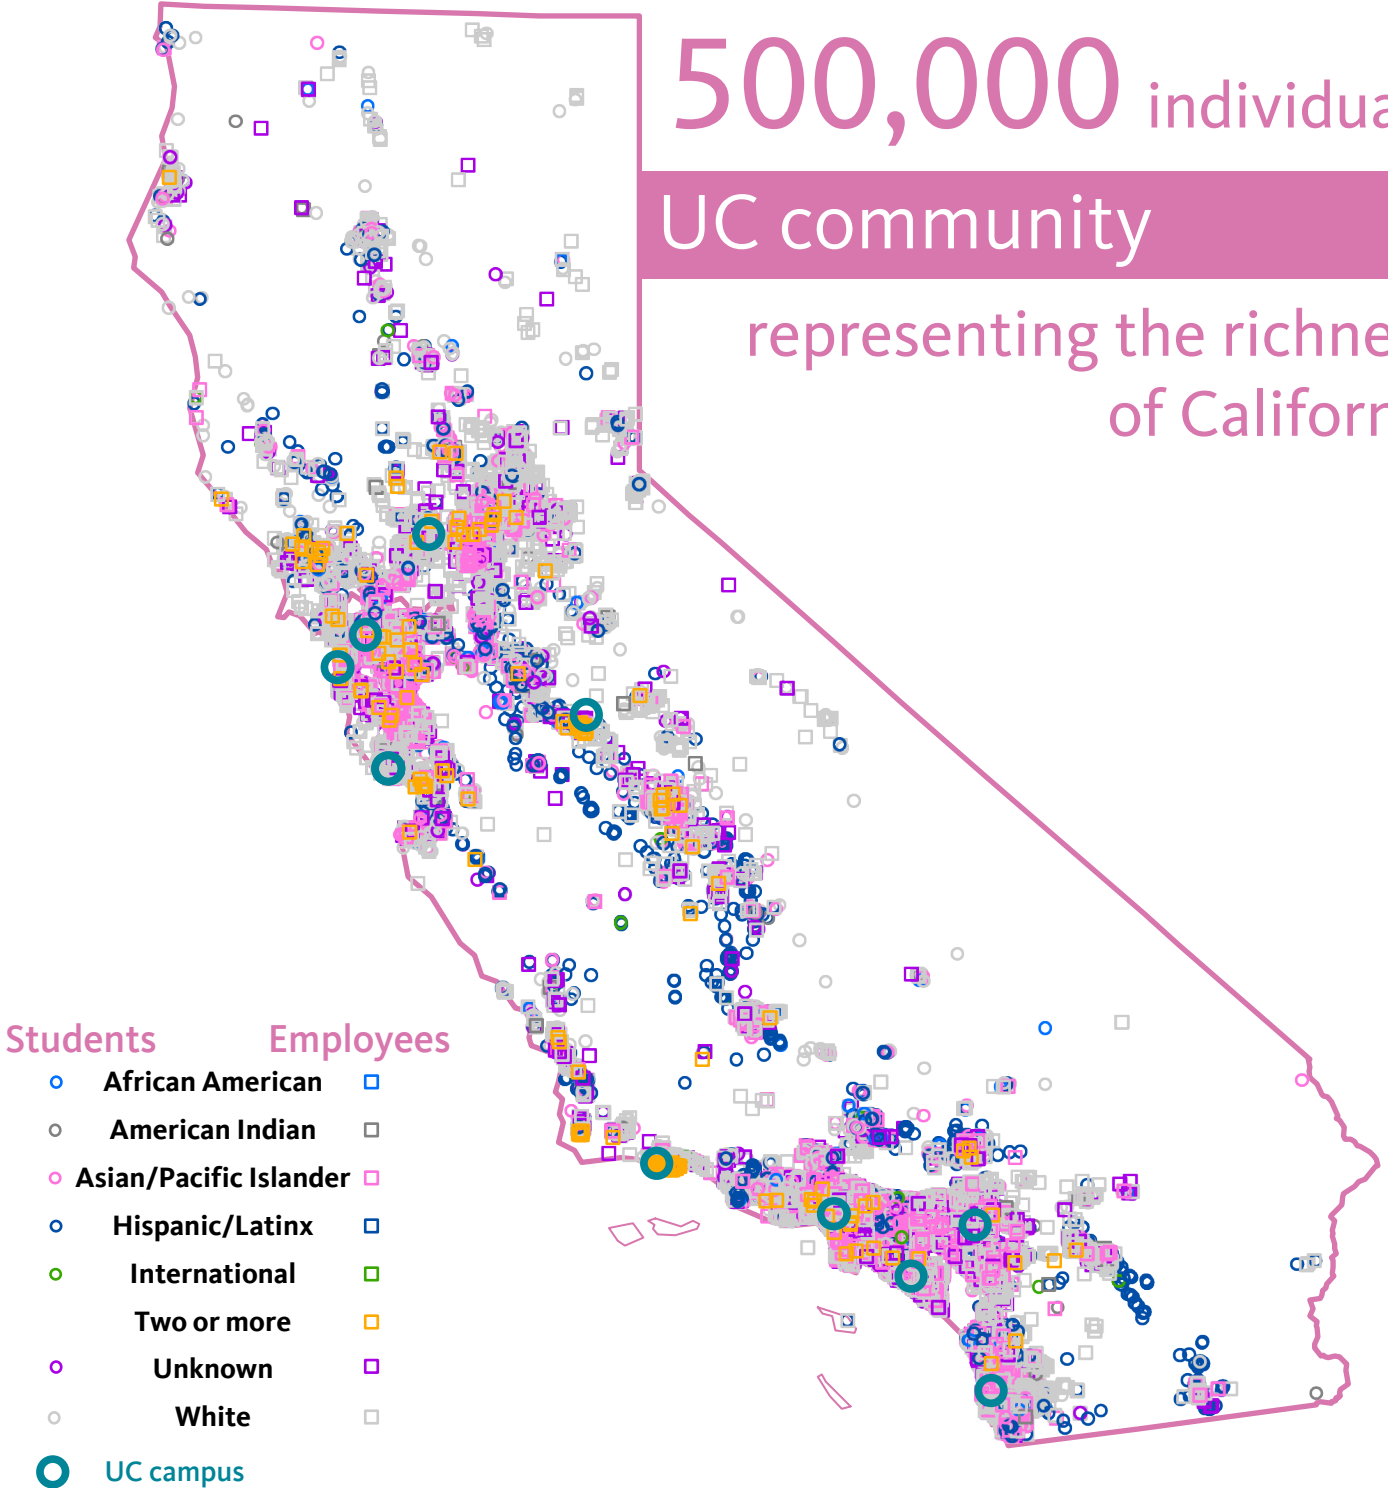 500,000 individua
UC community
representing the richne
of Californ
Students Employees
African American
American Indian
Asian/Pacific Islander
Hispanic/Latinx
International
Two or more
Unknown
White
UC campus